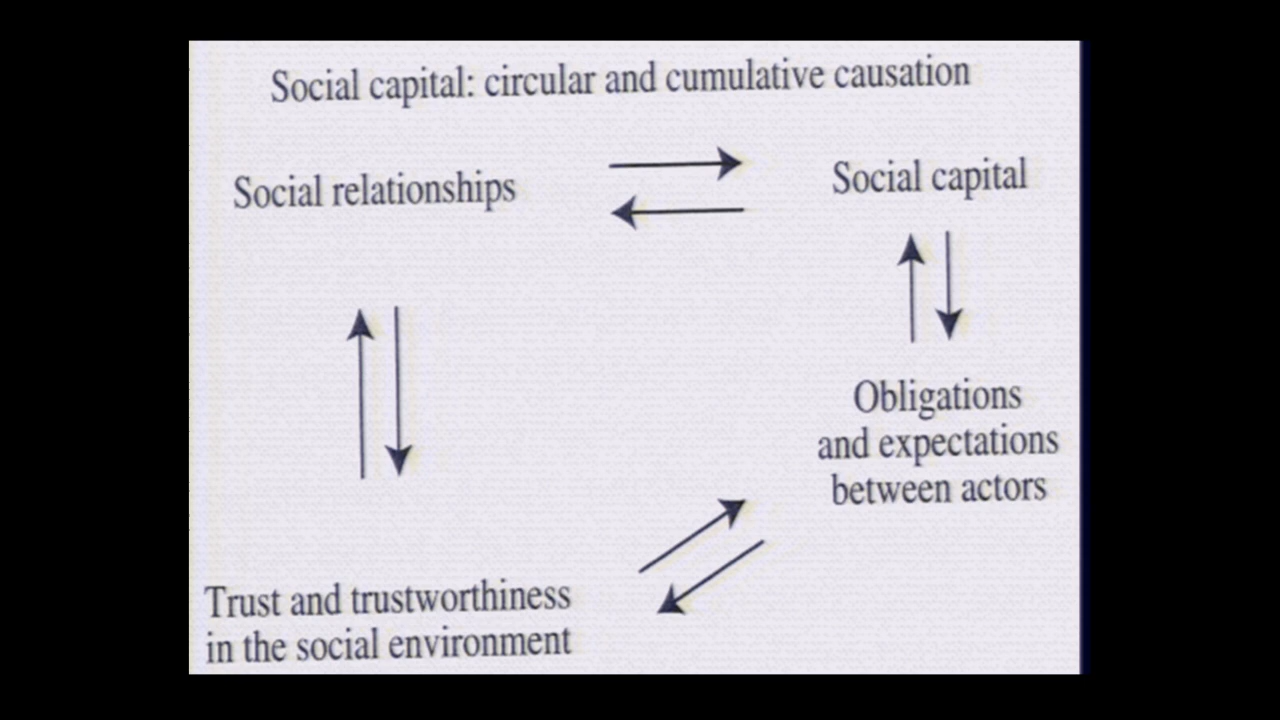 Social capital: circular and cumulative causation
Social relationships
Social capital
Obligations
and expectations
between actors
Trust and trustworthiness
in the social environment